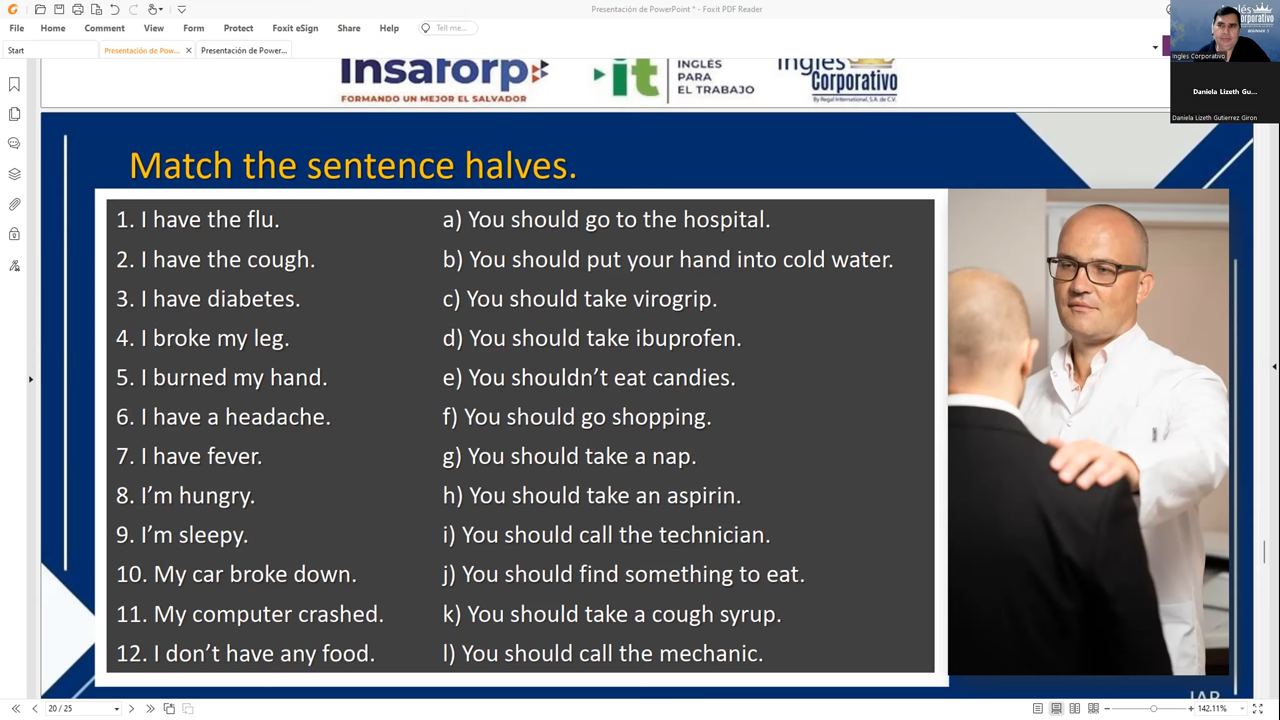 Presentación de PowerPoint * - Foxit PDF Reader
File Home Comment View Form Protect Foxit eSign Share Help Tell me...
Start Presentación de Pow... Presentación de Power...
Insaforp
FORMANDO UN MEJOR EL SALVADOR
it
INGLÉS
PARA
EL TRABAJO
Inglés
Corporativo
By Regal International, S.A. de C.V.
Ingles Corporativo
Daniela Lizeth Gu...
Daniela Lizeth Gutierrez Giron
Match the sentence halves.
1. I have the flu. a) You should go to the hospital.
2. I have the cough. b) You should put your hand into cold water.
3. I have diabetes. c) You should take virogrip.
4. I broke my leg. d) You should take ibuprofen.
5. I burned my hand. e) You shouldn't eat candies.
6. I have a headache. f) You should go shopping.
7. I have fever. g) You should take a nap.
8. I'm hungry. h) You should take an aspirin.
9. I'm sleepy. i) You should call the technician.
10. My car broke down. j) You should find something to eat.
11. My computer crashed. k) You should take a cough syrup.
12. I don't have any food. l) You should call the mechanic.
20 / 25
142.11%